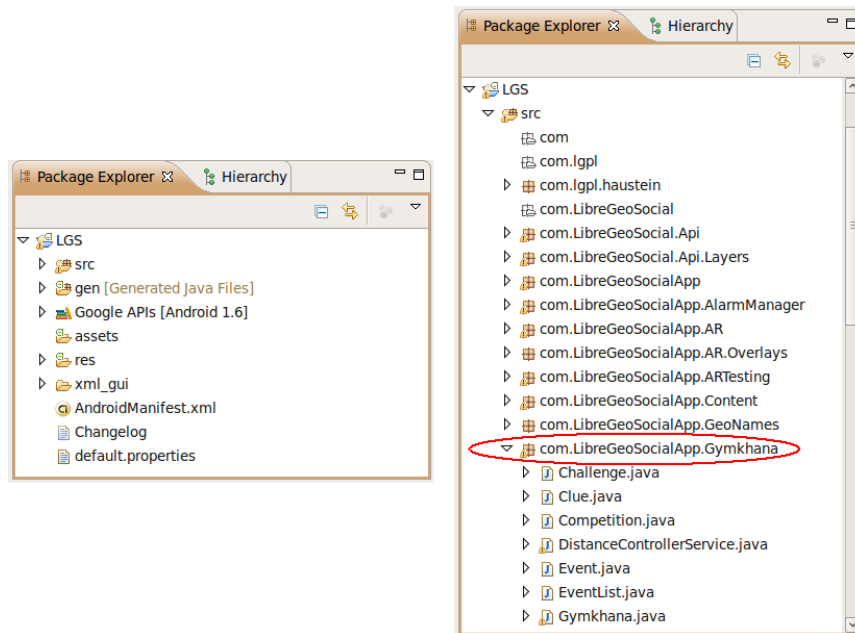 Package Explorer Hierarchy
LGS
src
gen [Generated Java Files]
Google APIs [Android 1.6]
assets
res
xml_gui
AndroidManifest.xml
Changelog
default.properties
Package Explorer Hierarchy
LGS
src
com
com.lgpl
com.lgpl.haustein
com.LibreGeoSocial
com.LibreGeoSocial.Api
com.LibreGeoSocial.Api.Layers
com.LibreGeoSocialApp
com.LibreGeoSocialApp.AlarmManager
com.LibreGeoSocialApp.AR
com.LibreGeoSocialApp.AR.Overlays
com.LibreGeoSocialApp.ARTesting
com.LibreGeoSocialApp.Content
com.LibreGeoSocialApp.GeoNames
com.LibreGeoSocialApp.Gymkhana
Challenge.java
Clue.java
Competition.java
DistanceControllerService.java
Event.java
EventList.java
Gymkhana.java